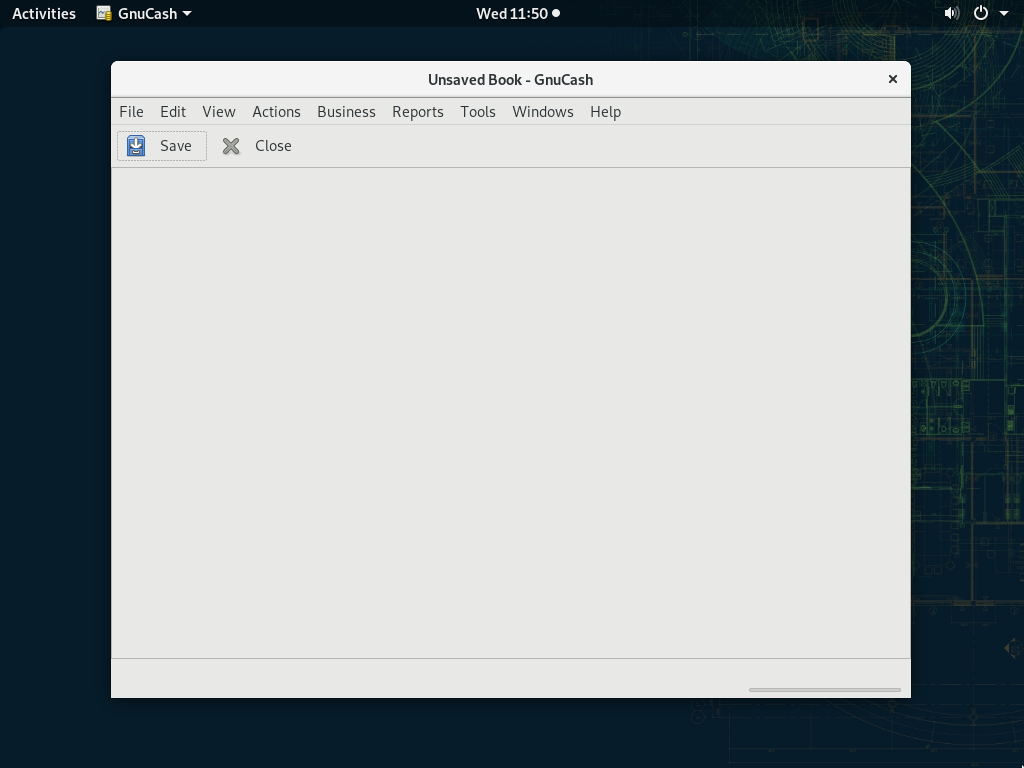 Activities GnuCash Wed 11:50
Unsaved Book - GnuCash
File Edit View Actions Business Reports Tools Windows Help
Save Close